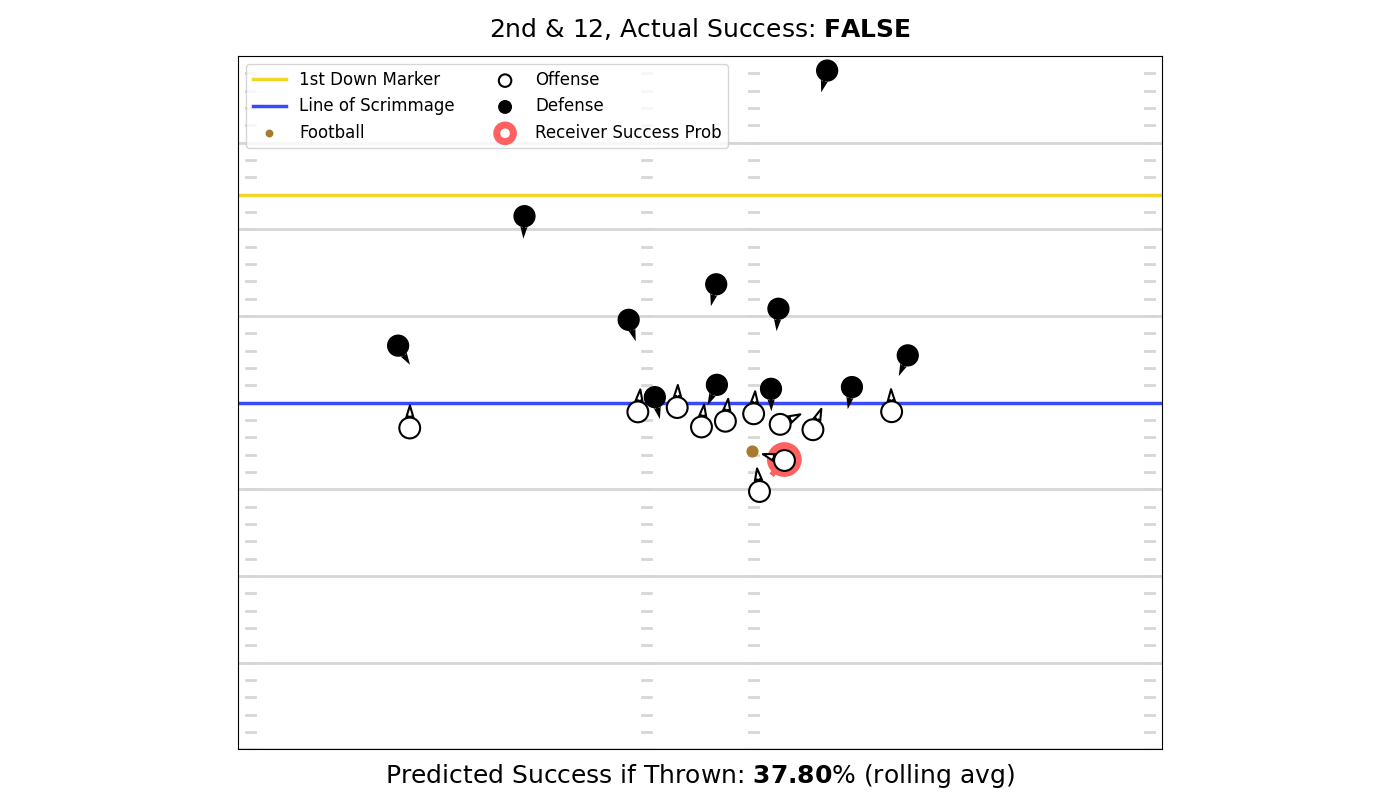 2nd & 12, Actual Success: FALSE
1st Down Marker
Line of Scrimmage
Football
Offense
Defense
Receiver Success Prob
Predicted Success if Thrown: 37.80% (rolling avg)